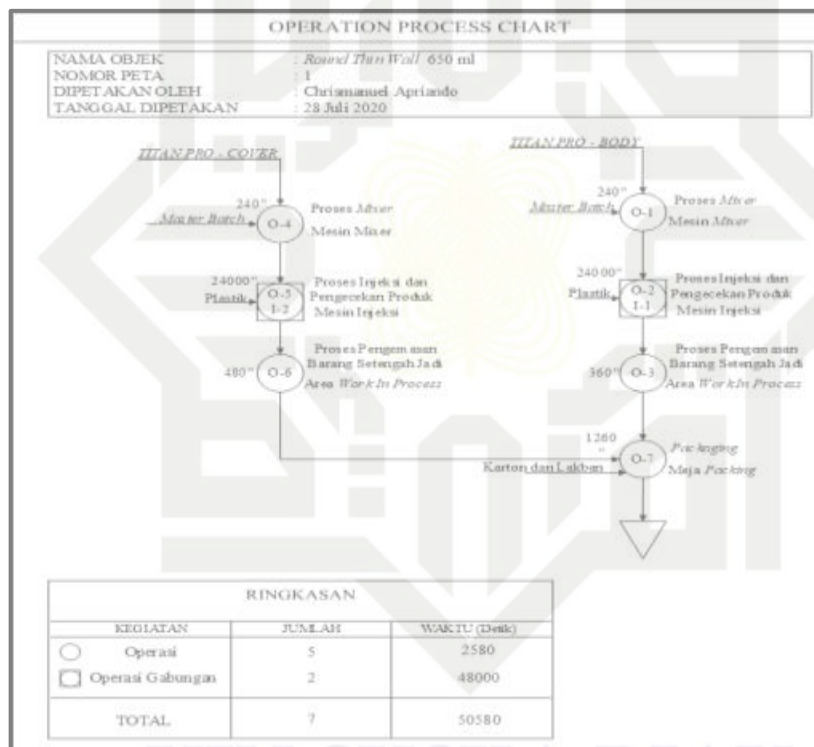 OPERATION PROCESS CHART
NAMA OBJEK : Round Thin Wall 650 ml
NOMOR PETA : 1
DIPETAKAN OLEH : Chrismanuel Apriando
TANGGAL DIPETAKAN : 28 Juli 2020
TITAN PRO - COVER
240"
Master Batch
O-4
Proses Mixer
Mesin Mixer
24000"
Plastik
O-5
I-2
Proses Injeksi dan
Pengecekan Produk
Mesin Injeksi
480"
O-6
Proses Pengemasan
Barang Setengah Jadi
Area Work In Process
TITAN PRO - BODY
240"
Master Batch
O-1
Proses Mixer
Mesin Mixer
24000"
Plastik
O-2
I-1
Proses Injeksi dan
Pengecekan Produk
Mesin Injeksi
360"
O-3
Proses Pengemasan
Barang Setengah Jadi
Area Work In Process
1260
"
Karton dan Lakban
O-7
Packaging
Meja Packing
RINGKASAN
KEGIATAN JUMLAH WAKTU (Detik)
Operasi 5 2580
Operasi Gabungan 2 48000
TOTAL 7 50580